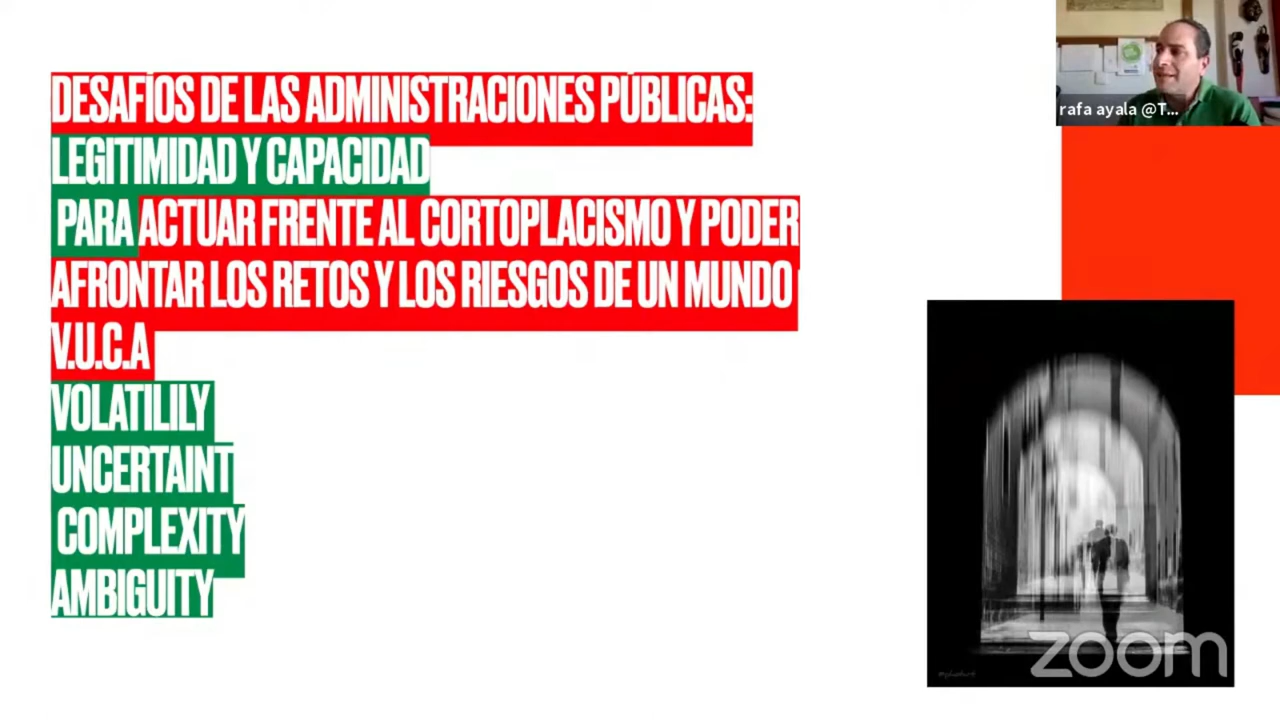 DESAFÍOS DE LAS ADMINISTRACIONES PÚBLICAS:
LEGITIMIDAD Y CAPACIDAD
PARA ACTUAR FRENTE AL CORTOPLACISMO Y PODER
AFRONTAR LOS RETOS Y LOS RIESGOS DE UN MUNDO
V.U.C.A
VOLATILILY
UNCERTAINT
COMPLEXITY
AMBIGUITY
rafa ayala @T...
zoom